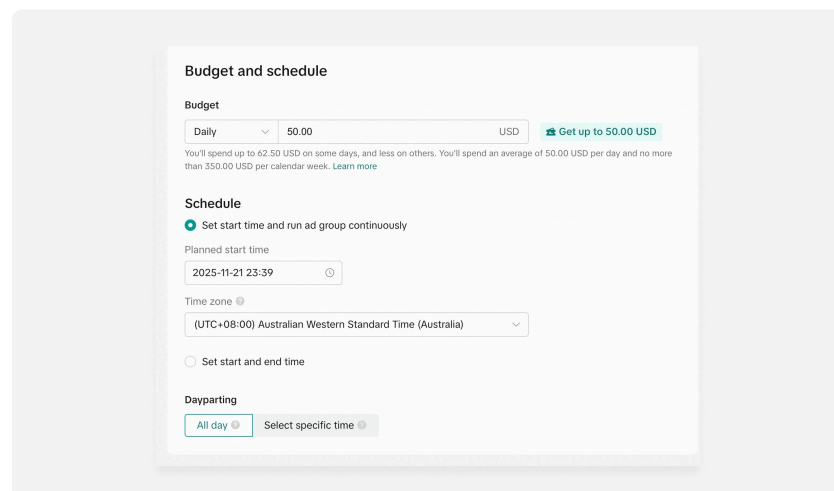 Budget and schedule
Budget
Daily 50.00 USD Get up to 50.00 USD
You'll spend up to 62.50 USD on some days, and less on others. You'll spend an average of 50.00 USD per day and no more
than 350.00 USD per calendar week. Learn more
Schedule
Set start time and run ad group continuously
Planned start time
2025-11-21 23:39
Time zone ?
(UTC+08:00) Australian Western Standard Time (Australia)
Set start and end time
Dayparting
All day ? Select specific time ?